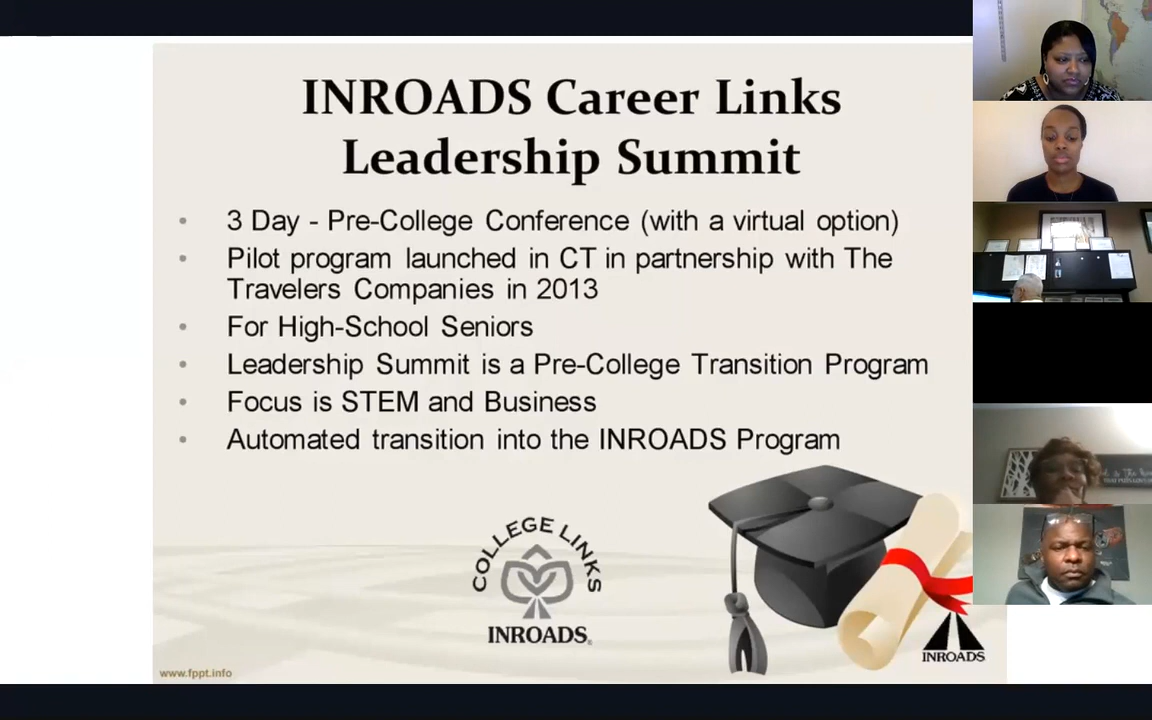 INROADS Career Links
Leadership Summit
• 3 Day - Pre-College Conference (with a virtual option)
• Pilot program launched in CT in partnership with The
Travelers Companies in 2013
• For High-School Seniors
• Leadership Summit is a Pre-College Transition Program
• Focus is STEM and Business
• Automated transition into the INROADS Program
COLLEGE LINKS
INROADS
INROADS
www.fppt.info